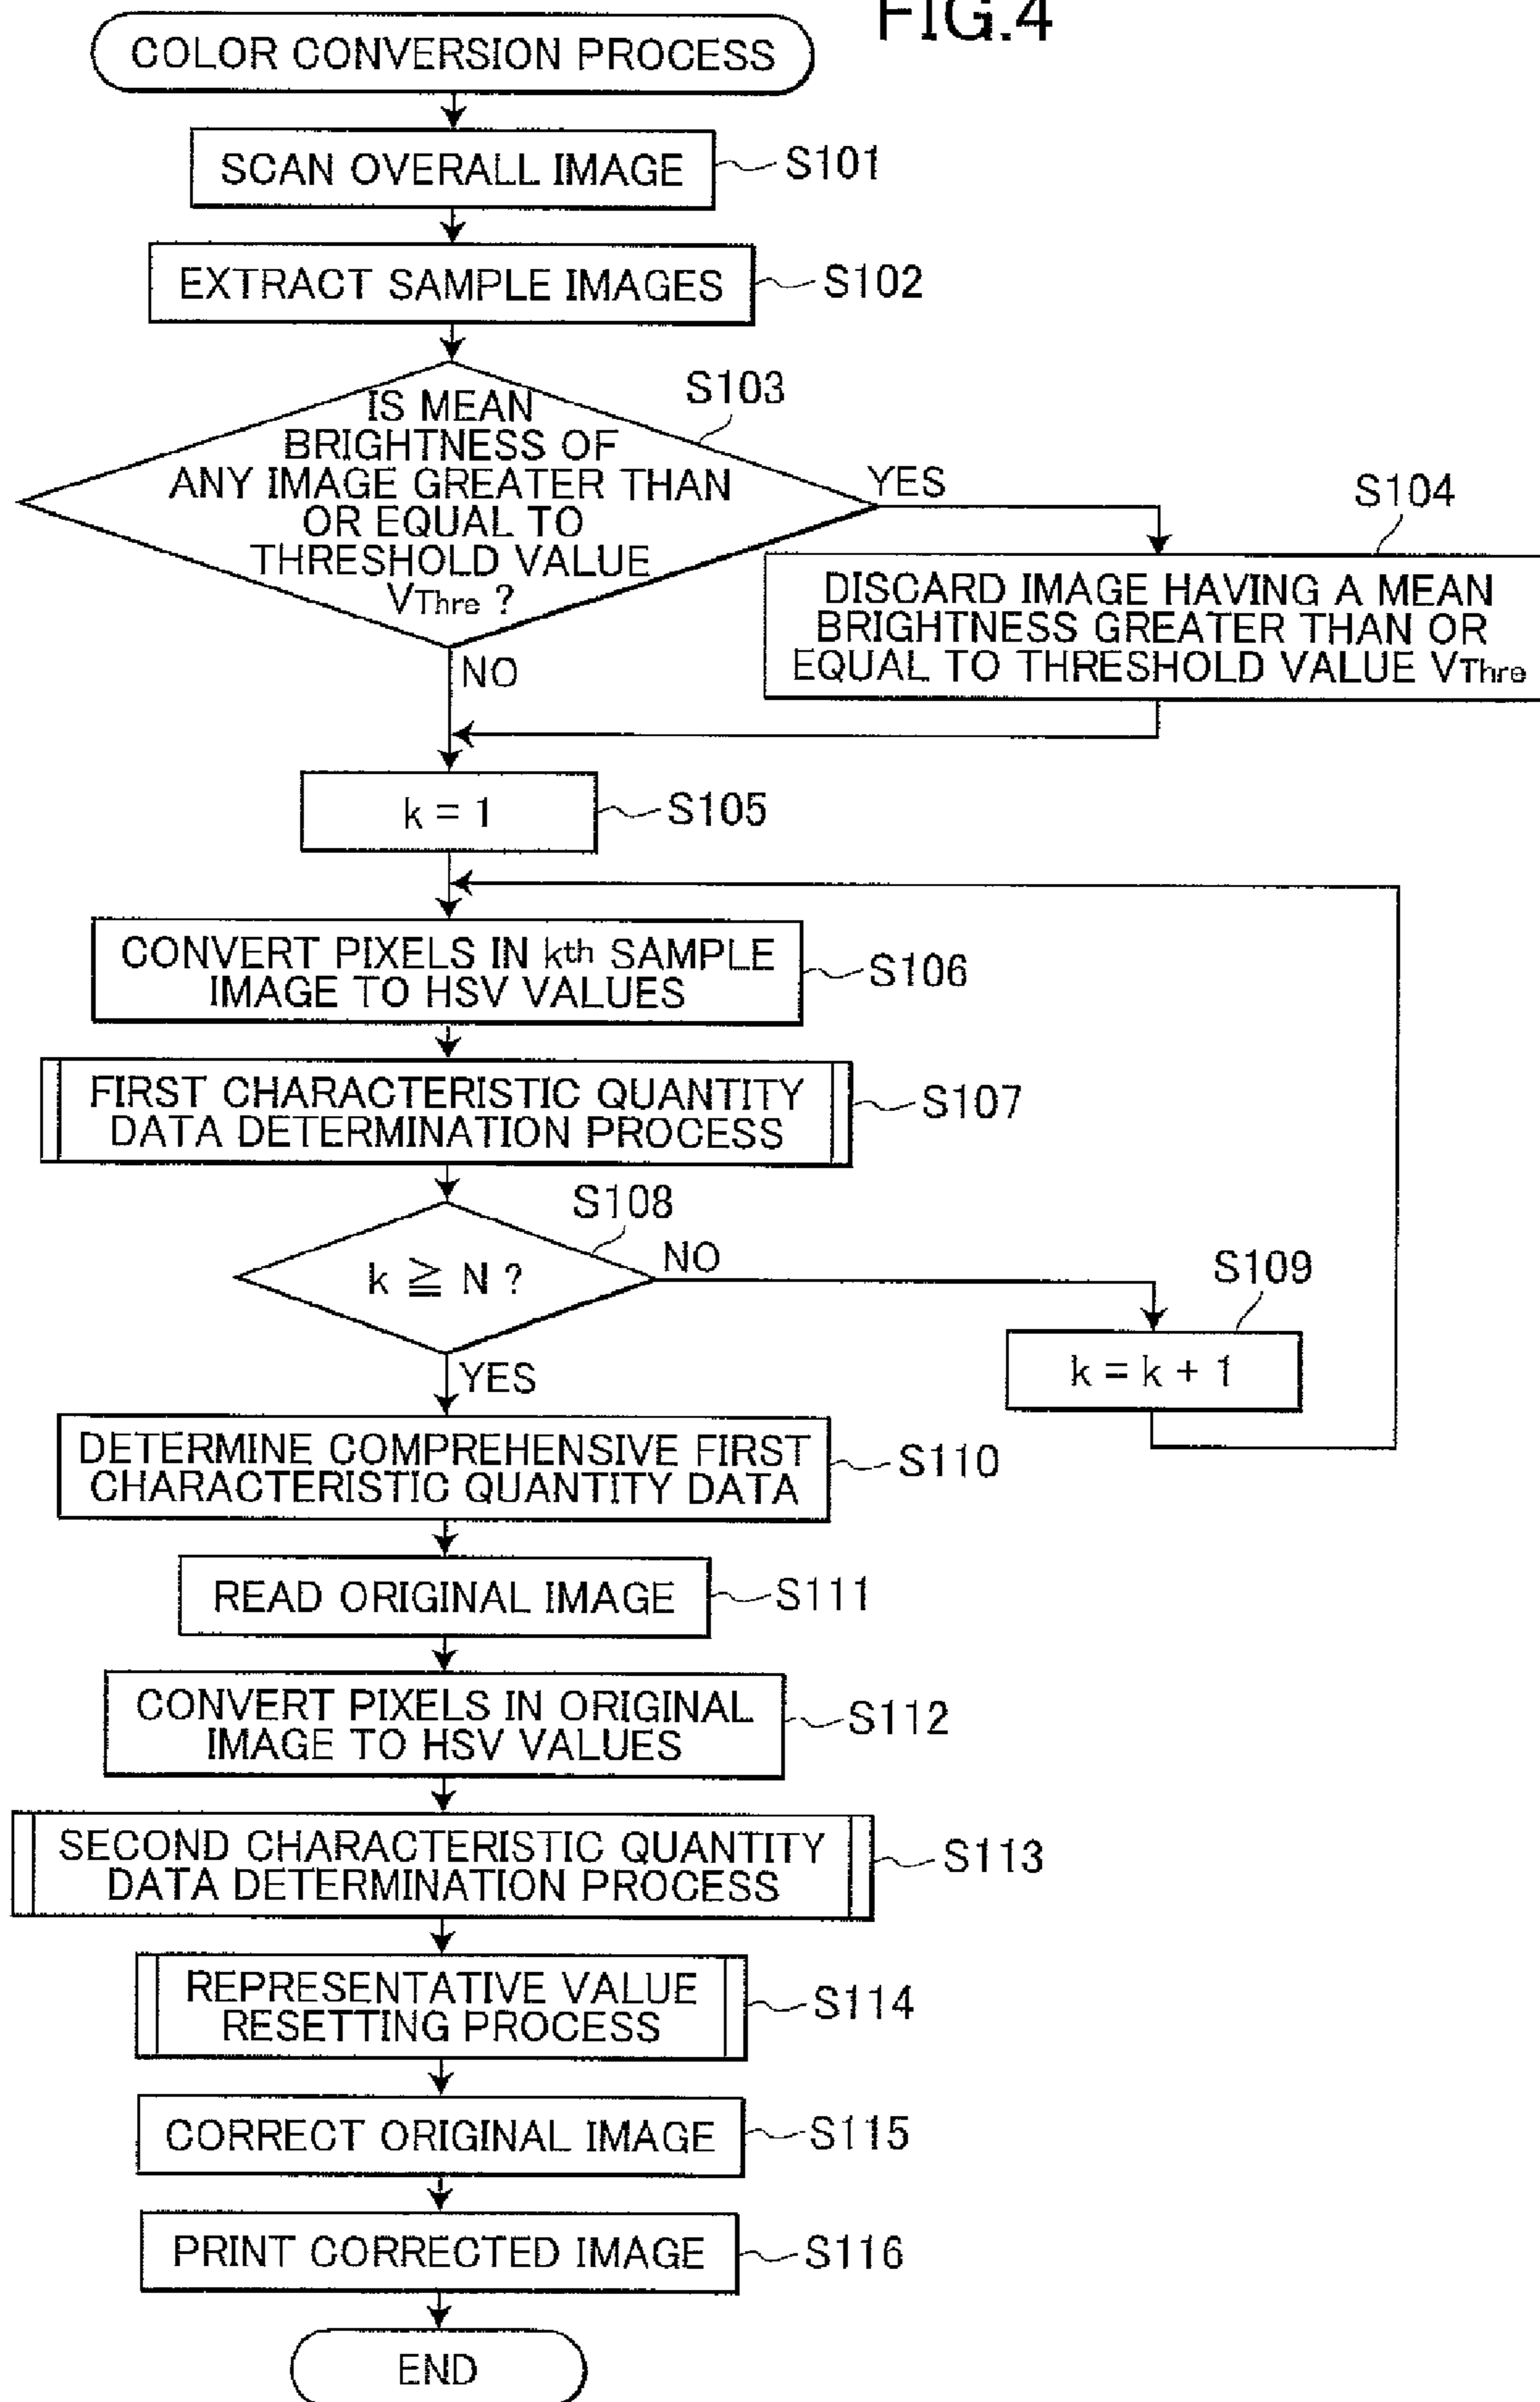 FIG.4
COLOR CONVERSION PROCESS
SCAN OVERALL IMAGE
S101
EXTRACT SAMPLE IMAGES
S102
S103
IS MEAN
BRIGHTNESS OF
ANY IMAGE GREATER THAN
OR EQUAL TO
THRESHOLD VALUE
VThre ?
YES
S104
DISCARD IMAGE HAVING A MEAN
BRIGHTNESS GREATER THAN OR
EQUAL TO THRESHOLD VALUE VThre
NO
k = 1
S105
CONVERT PIXELS IN kth SAMPLE
IMAGE TO HSV VALUES
S106
FIRST CHARACTERISTIC QUANTITY
DATA DETERMINATION PROCESS
S107
S108
k ≧ N ?
NO
S109
k = k + 1
YES
DETERMINE COMPREHENSIVE FIRST
CHARACTERISTIC QUANTITY DATA
S110
READ ORIGINAL IMAGE
S111
CONVERT PIXELS IN ORIGINAL
IMAGE TO HSV VALUES
S112
SECOND CHARACTERISTIC QUANTITY
DATA DETERMINATION PROCESS
S113
REPRESENTATIVE VALUE
RESETTING PROCESS
S114
CORRECT ORIGINAL IMAGE
S115
PRINT CORRECTED IMAGE
S116
END